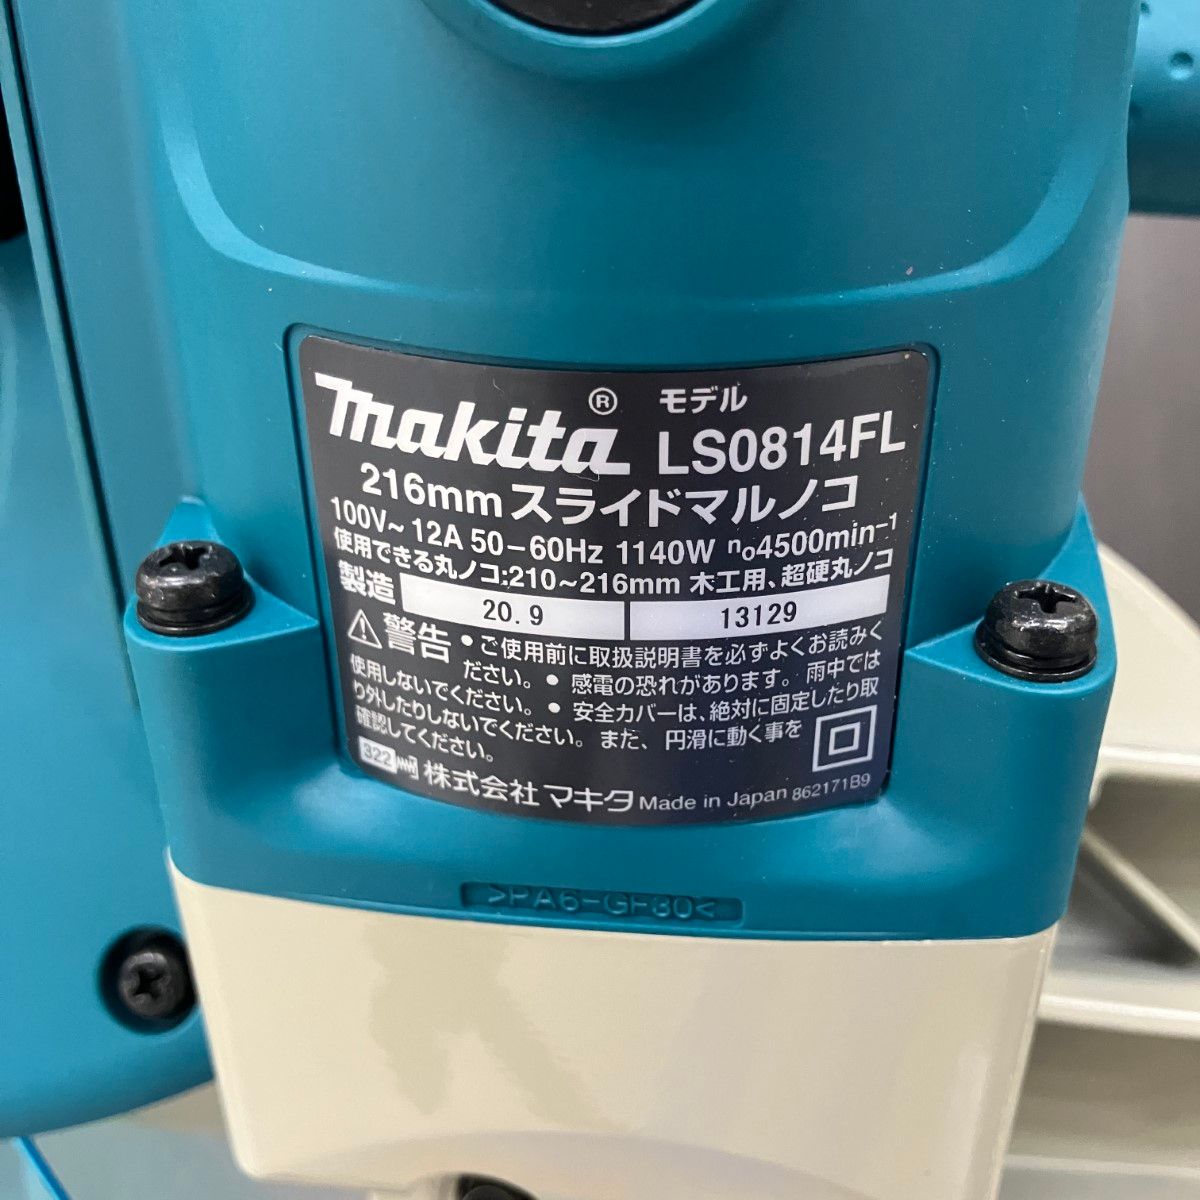 makita® モデル
LS0814FL
216mm スライドマルノコ
100V～ 12A 50-60Hz 1140W n₀4500min⁻¹
使用できる丸ノコ:210～216mm 木工用、超硬丸ノコ
製造 20.9 13129
⚠警告 •ご使用前に取扱説明書を必ずよくお読みく
ださい。• 感電の恐れがあります。雨中では
使用しないでください。• 安全カバーは、絶対に固定したり取
り外したりしないでください。また、円滑に動く事を
確認してください。
322 株式会社 マキタ Made in Japan 862171B9
>PA6-GF30<